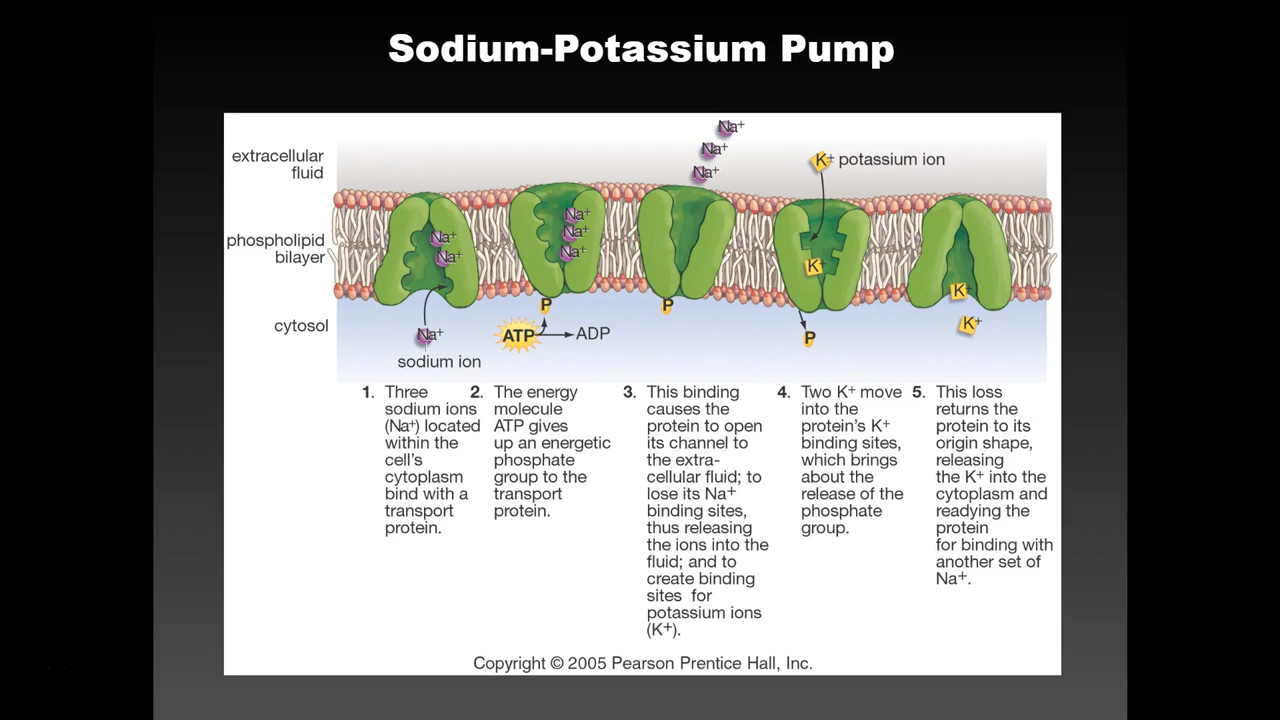 Sodium-Potassium Pump
extracellular
fluid
phospholipid
bilayer
cytosol
Na+
Na+
Na+
sodium ion
Na+
Na+
Na+
P
ATP
ADP
Na+
Na+
Na+
P
K+ potassium ion
K+
P
K+
K+
1. Three
sodium ions
(Na+) located
within the
cell's
cytoplasm
bind with a
transport
protein.
2. The energy
molecule
ATP gives
up an energetic
phosphate
group to the
transport
protein.
3. This binding
causes the
protein to open
its channel to
the extra-
cellular fluid; to
lose its Na+
binding sites,
thus releasing
the ions into the
fluid; and to
create binding
sites for
potassium ions
(K+).
4. Two K+ move
into the
protein's K+
binding sites,
which brings
about the
release of the
phosphate
group.
5. This loss
returns the
protein to its
origin shape,
releasing
the K+ into the
cytoplasm and
readying the
protein
for binding with
another set of
Na+.
Copyright © 2005 Pearson Prentice Hall, Inc.